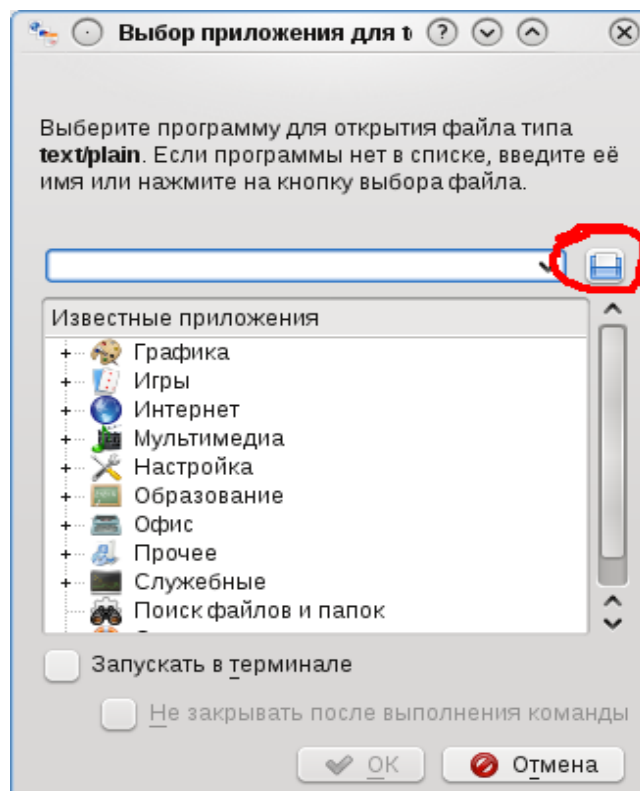 Выбор приложения для t
Выберите программу для открытия файла типа
text/plain. Если программы нет в списке, введите её
имя или нажмите на кнопку выбора файла.
Известные приложения
Графика
Игры
Интернет
Мультимедиа
Настройка
Образование
Офис
Прочее
Служебные
Поиск файлов и папок
Запускать в терминале
Не закрывать после выполнения команды
OK
Отмена